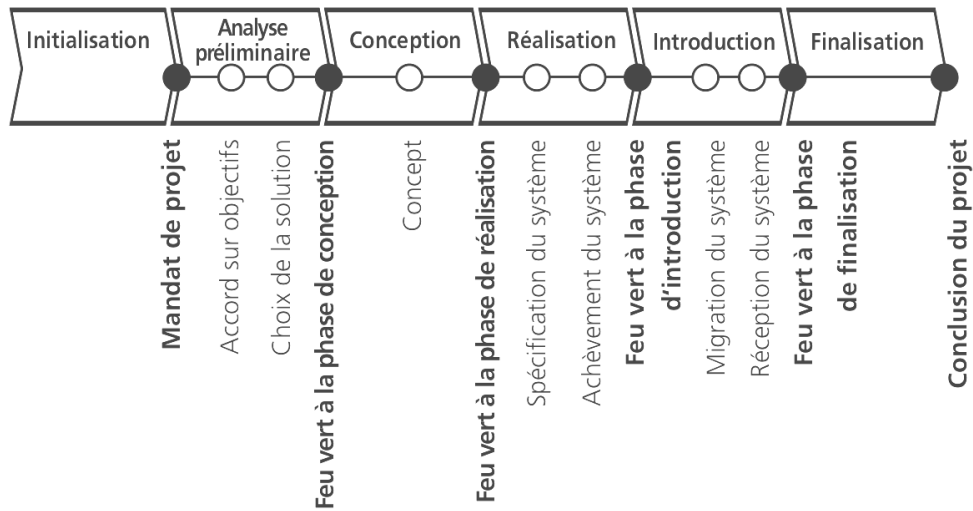 Initialisation
Analyse
préliminaire
Conception
Réalisation
Introduction
Finalisation
Mandat de projet
Accord sur objectifs
Choix de la solution
Feu vert à la phase de conception
Concept
Feu vert à la phase de réalisation
Spécification du système
Achèvement du système
Feu vert à la phase
d’introduction
Migration du système
Réception du système
Feu vert à la phase
de finalisation
Conclusion du projet